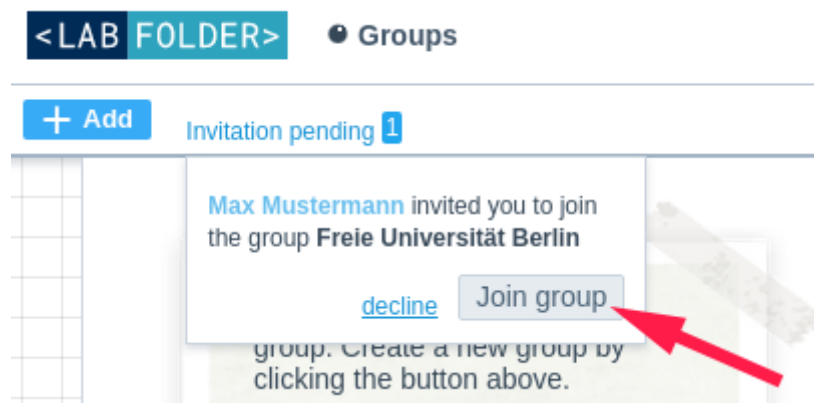 <LAB FOLDER>
Groups
+ Add
Invitation pending 1
Max Mustermann invited you to join
the group Freie Universität Berlin
decline
Join group
group. Create a new group by
clicking the button above.